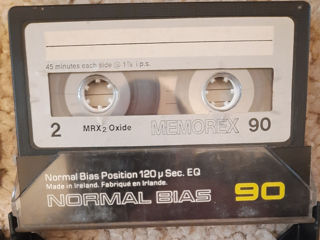 45 minutes each side @ 1⅞ i.p.s.
2 MRX2 Oxide MEMOREX 90
Normal Bias Position 120 µ Sec. EQ
Made in Ireland. Fabriqué en Irlande.
NORMAL BIAS 90